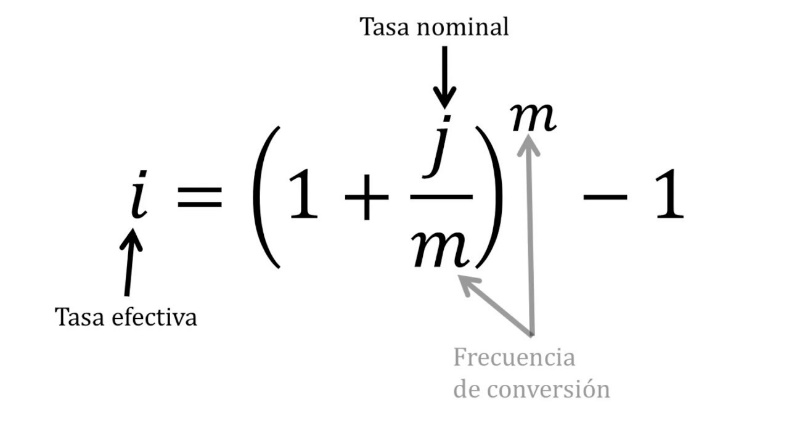 Tasa nominal
i = (1 + j/m)^m − 1
Tasa efectiva
Frecuencia
de conversión